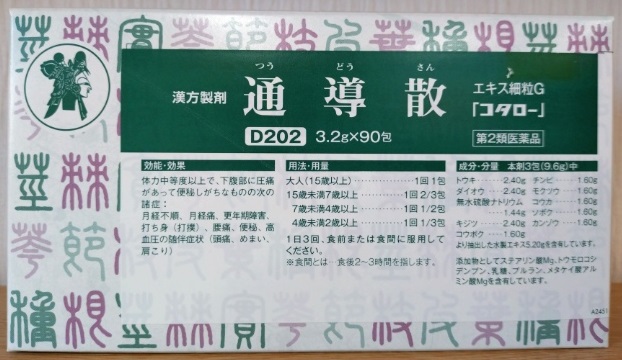 つう どう さん
漢方製剤 通導散 エキス細粒G
「コタロー」
D202 3.2g×90包 第2類医薬品
効能・効果
体力中等度以上で、下腹部に圧痛
があって便秘しがちなものの次の
諸症:
月経不順、月経痛、更年期障害、
打ち身(打撲)、腰痛、便秘、高
血圧の随伴症状(頭痛、めまい、
肩こり)
用法・用量
大人(15歳以上)…………1回 1包
15歳未満7歳以上…………1回 2/3包
7歳未満4歳以上…………1回 1/2包
4歳未満2歳以上…………1回 1/3包
1日3回、食前または食間に服用して
ください。
※食間とは…食後2~3時間を指します。
成分・分量 本剤3包(9.6g)中
トウキ………2.40g チンピ…1.60g
ダイオウ……2.40g モクツウ…1.60g
無水硫酸ナトリウム コウカ…1.60g
………1.44g ソボク…1.60g
キジツ………2.40g カンゾウ…1.60g
コウボク……1.60g
より抽出した水製エキス5.20gを含有しています。
添加物としてステアリン酸Mg、トウモロコシ
デンプン、乳糖、プルラン、メタケイ酸アル
ミン酸Mgを含有しています。